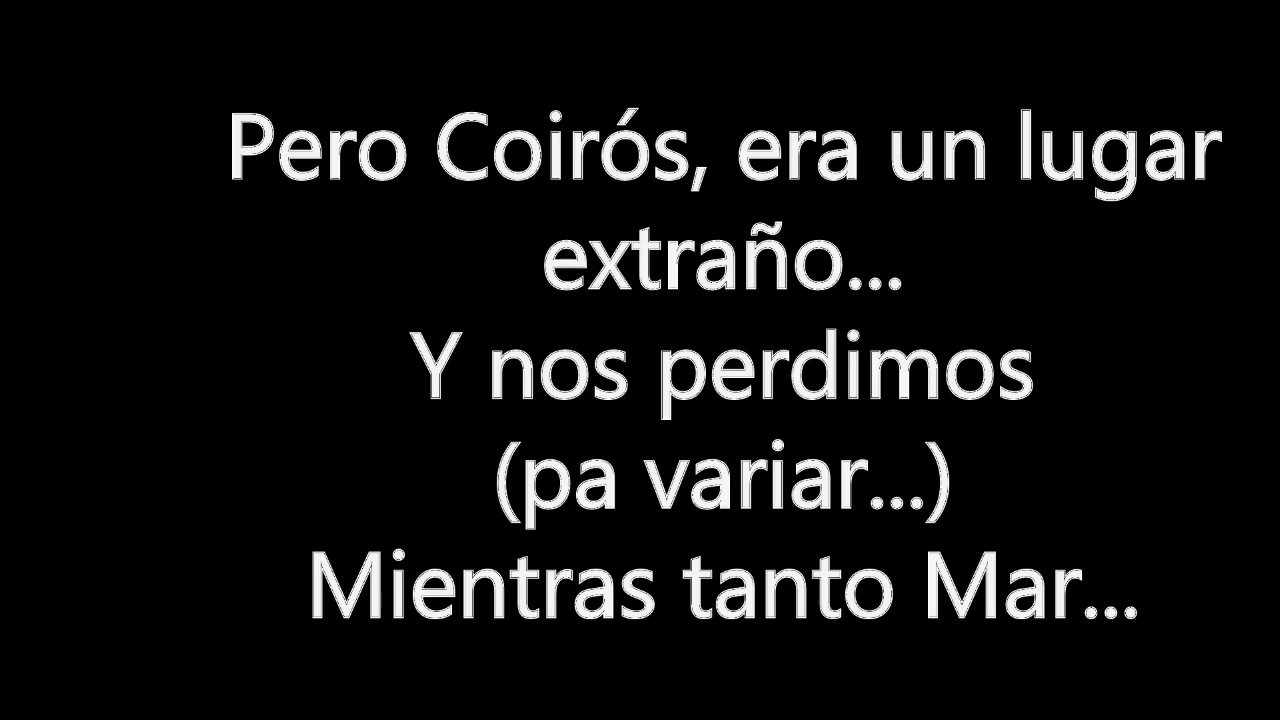 Pero Coirós, era un lugar
extraño...
Y nos perdimos
(pa variar...)
Mientras tanto Mar...